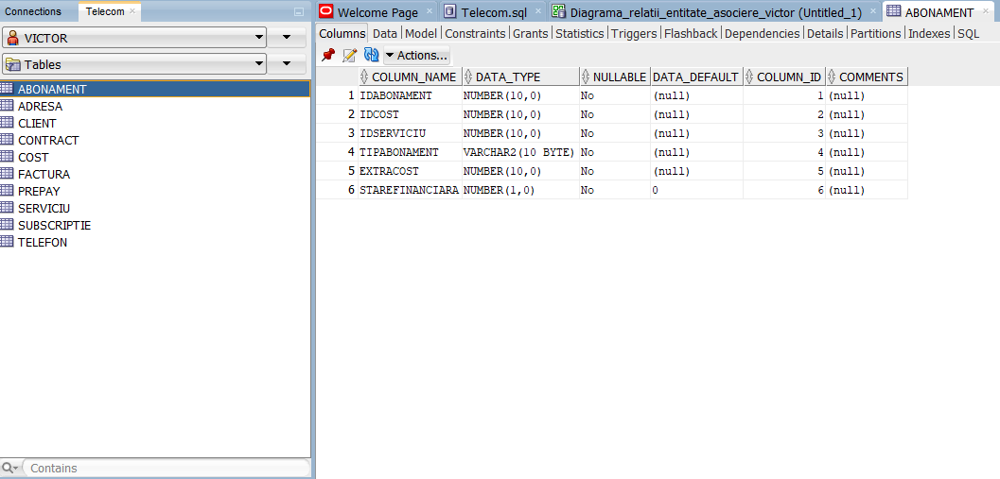 Connections Telecom
Welcome Page Telecom.sql Diagrama_relatii_entitate_asociere_victor (Untitled_1) ABONAMENT
VICTOR
Columns Data Model Constraints Grants Statistics Triggers Flashback Dependencies Details Partitions Indexes SQL
Tables
Actions...
ABONAMENT
ADRESA
CLIENT
CONTRACT
COST
FACTURA
PREPAY
SERVICIU
SUBSCRIPTIE
TELEFON
COLUMN_NAME DATA_TYPE NULLABLE DATA_DEFAULT COLUMN_ID COMMENTS
1 IDABONAMENT NUMBER(10,0) No (null) 1 (null)
2 IDCOST NUMBER(10,0) No (null) 2 (null)
3 IDSERVICIU NUMBER(10,0) No (null) 3 (null)
4 TIPABONAMENT VARCHAR2(10 BYTE) No (null) 4 (null)
5 EXTRACOST NUMBER(10,0) No (null) 5 (null)
6 STAREFINANCIARA NUMBER(1,0) No 0 6 (null)
Contains